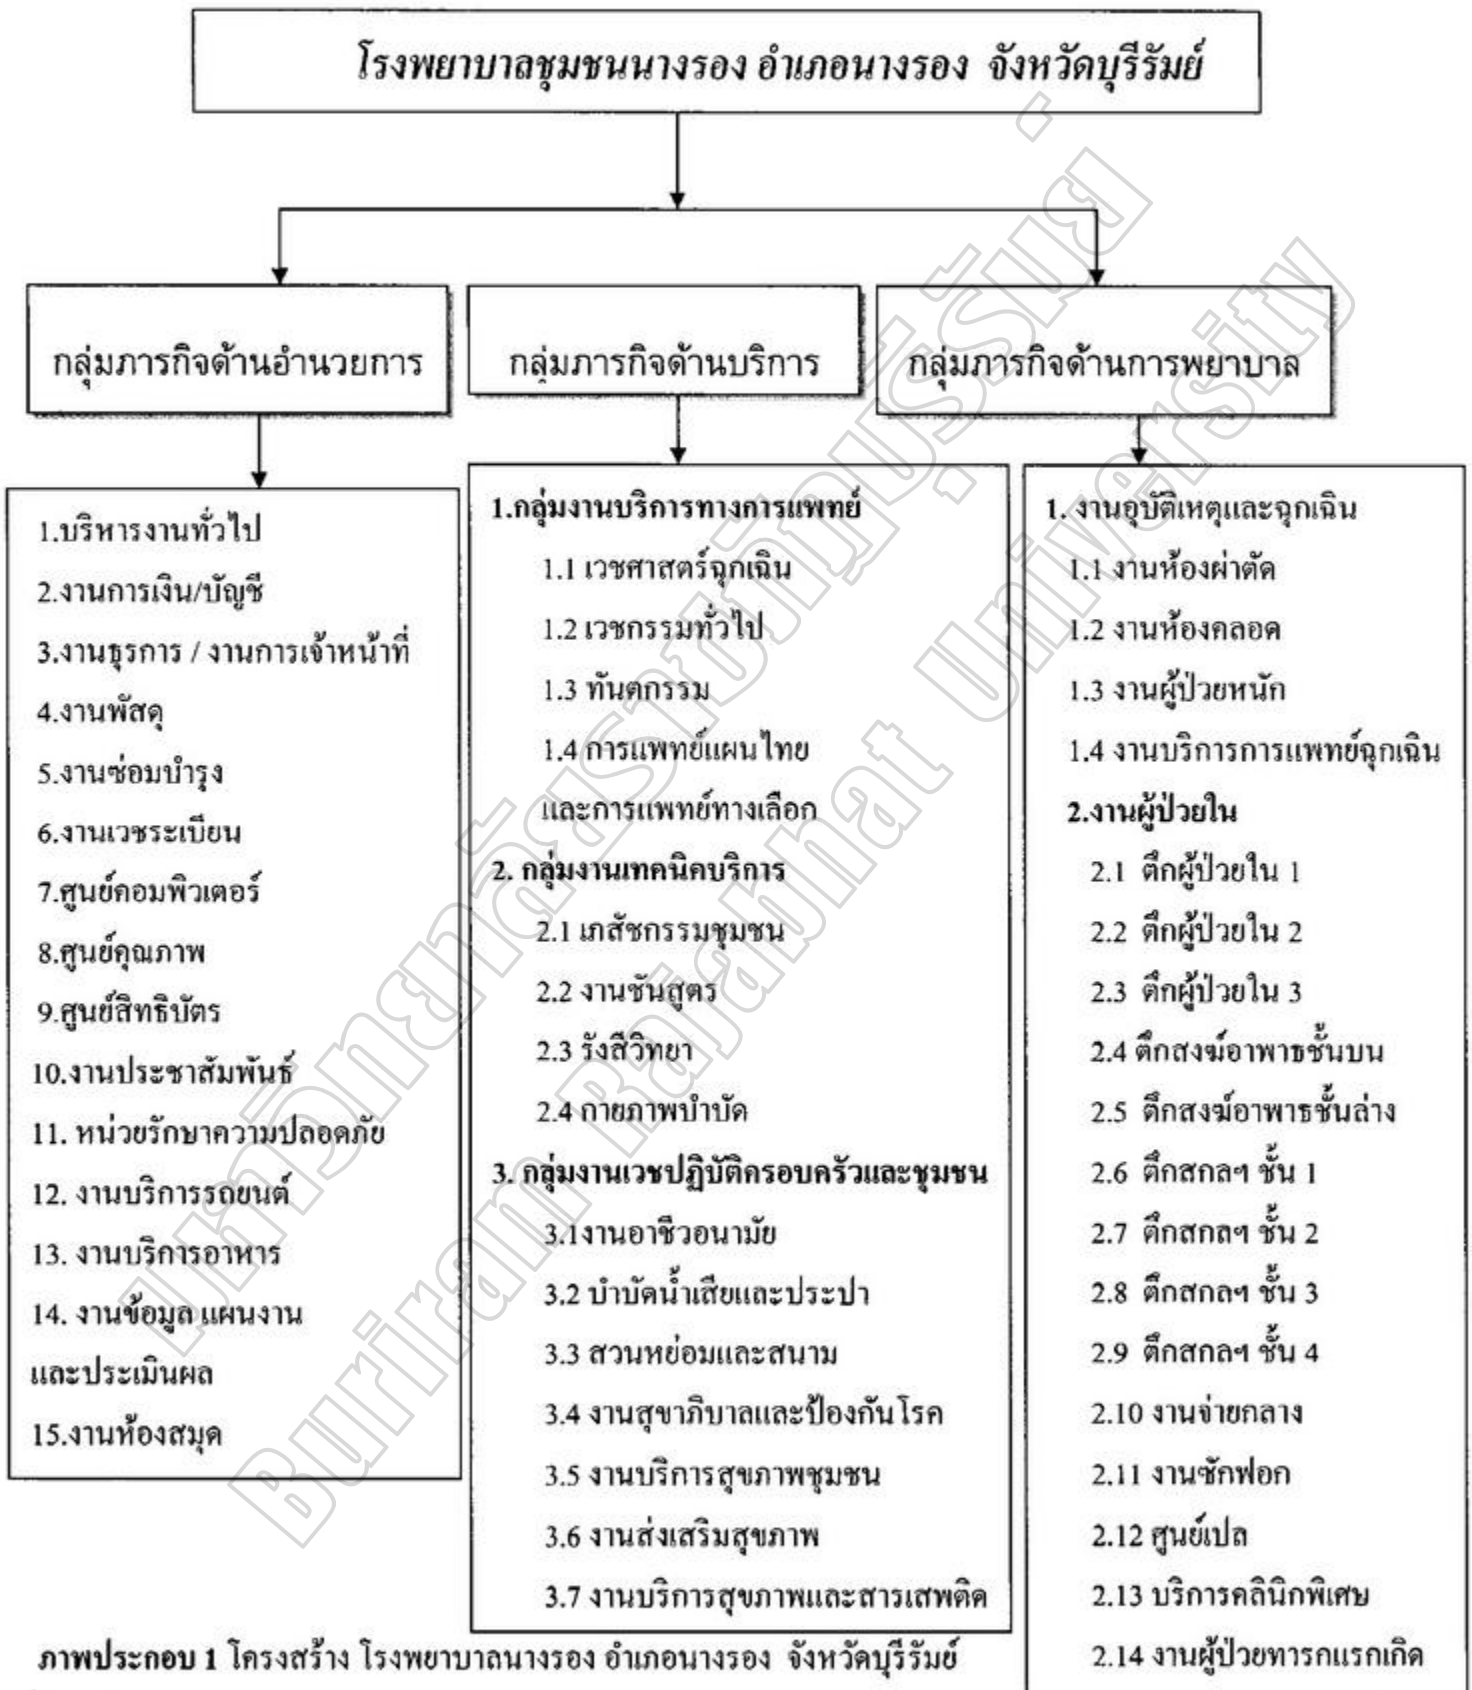 โรงพยาบาลชุมชนนางรอง อำเภอนางรอง จังหวัดบุรีรัมย์
กลุ่มภารกิจด้านอำนวยการ
กลุ่มภารกิจด้านบริการ
กลุ่มภารกิจด้านการพยาบาล
1.บริหารงานทั่วไป
2.งานการเงิน/บัญชี
3.งานธุรการ / งานการเจ้าหน้าที่
4.งานพัสดุ
5.งานซ่อมบำรุง
6.งานเวชระเบียน
7.ศูนย์คอมพิวเตอร์
8.ศูนย์คุณภาพ
9.ศูนย์สิทธิบัตร
10.งานประชาสัมพันธ์
11. หน่วยรักษาความปลอดภัย
12. งานบริการรถยนต์
13. งานบริการอาหาร
14. งานข้อมูล แผนงาน
และประเมินผล
15.งานห้องสมุด
1.กลุ่มงานบริการทางการแพทย์
1.1 เวชศาสตร์ฉุกเฉิน
1.2 เวชกรรมทั่วไป
1.3 ทันตกรรม
1.4 การแพทย์แผนไทย
และการแพทย์ทางเลือก
2. กลุ่มงานเทคนิคบริการ
2.1 เภสัชกรรมชุมชน
2.2 งานชันสูตร
2.3 รังสีวิทยา
2.4 กายภาพบำบัด
3. กลุ่มงานเวชปฏิบัติครอบครัวและชุมชน
3.1งานอาชีวอนามัย
3.2 บำบัดน้ำเสียและประปา
3.3 สวนหย่อมและสนาม
3.4 งานสุขาภิบาลและป้องกันโรค
3.5 งานบริการสุขภาพชุมชน
3.6 งานส่งเสริมสุขภาพ
3.7 งานบริการสุขภาพและสารเสพติด
1. งานอุบัติเหตุและฉุกเฉิน
1.1 งานห้องผ่าตัด
1.2 งานห้องคลอด
1.3 งานผู้ป่วยหนัก
1.4 งานบริการการแพทย์ฉุกเฉิน
2.งานผู้ป่วยใน
2.1 ตึกผู้ป่วยใน 1
2.2 ตึกผู้ป่วยใน 2
2.3 ตึกผู้ป่วยใน 3
2.4 ตึกสงฆ์อาพาธชั้นบน
2.5 ตึกสงฆ์อาพาธชั้นล่าง
2.6 ตึกสกลฯ ชั้น 1
2.7 ตึกสกลฯ ชั้น 2
2.8 ตึกสกลฯ ชั้น 3
2.9 ตึกสกลฯ ชั้น 4
2.10 งานจ่ายกลาง
2.11 งานซักฟอก
2.12 ศูนย์เปล
2.13 บริการคลินิกพิเศษ
2.14 งานผู้ป่วยทารกแรกเกิด
ภาพประกอบ 1 โครงสร้าง โรงพยาบาลนางรอง อำเภอนางรอง จังหวัดบุรีรัมย์
มหาวิทยาลัยราชภัฏบุรีรัมย์
Buriram Rajabhat University